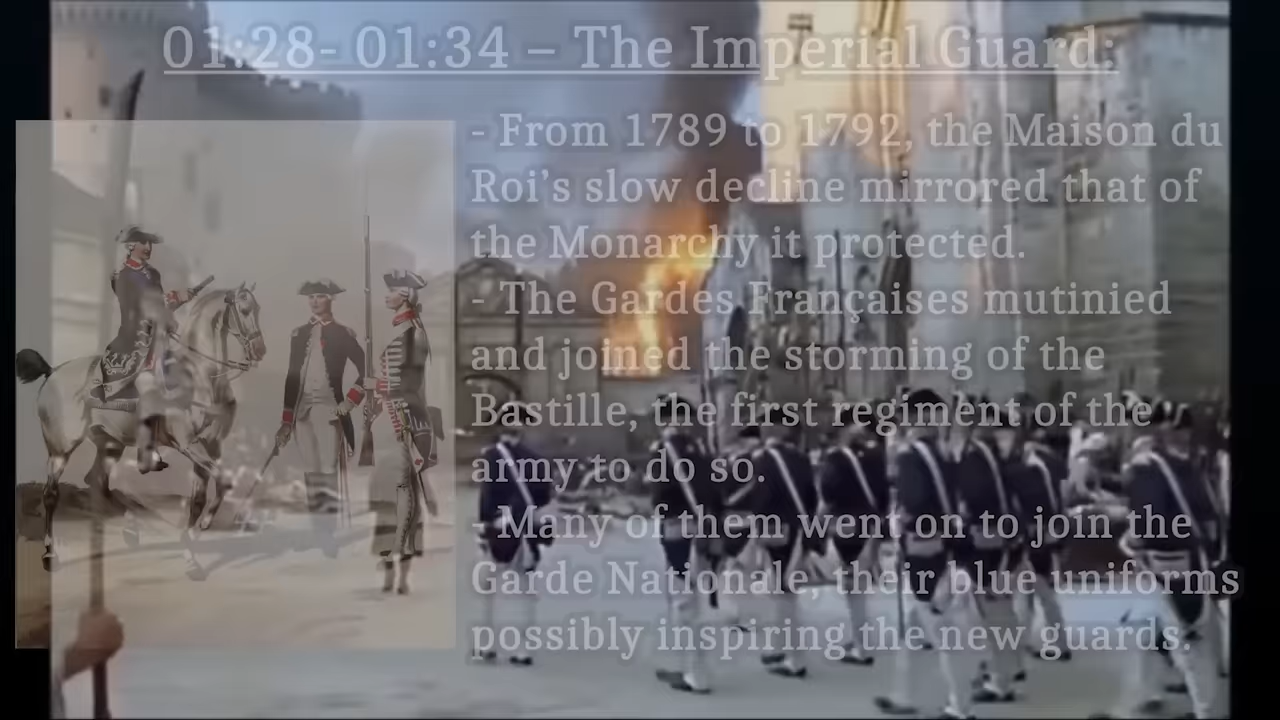 01:28- 01:34 – The Imperial Guard:
- From 1789 to 1792, the Maison du
Roi’s slow decline mirrored that of
the Monarchy it protected.
- The Gardes Françaises mutinied
and joined the storming of the
Bastille, the first regiment of the
army to do so.
- Many of them went on to join the
Garde Nationale, their blue uniforms
possibly inspiring the new guards.